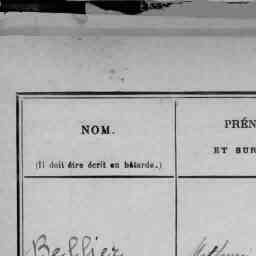 NOM.
PRÉN
(Il doit être écrit en bâtarde.)
ET SUR
Bellier